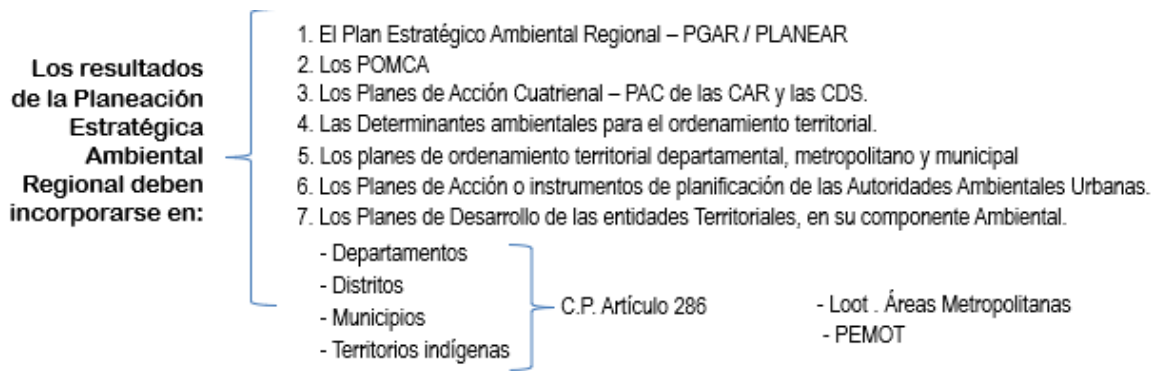 Los resultados
de la Planeación
Estratégica
Ambiental
Regional deben
incorporarse en:
1. El Plan Estratégico Ambiental Regional – PGAR / PLANEAR
2. Los POMCA
3. Los Planes de Acción Cuatrienal – PAC de las CAR y las CDS.
4. Las Determinantes ambientales para el ordenamiento territorial.
5. Los planes de ordenamiento territorial departamental, metropolitano y municipal
6. Los Planes de Acción o instrumentos de planificación de las Autoridades Ambientales Urbanas.
7. Los Planes de Desarrollo de las entidades Territoriales, en su componente Ambiental.
- Departamentos
- Distritos
- Municipios
- Territorios indígenas
C.P. Artículo 286
- Loot . Áreas Metropolitanas
- PEMOT